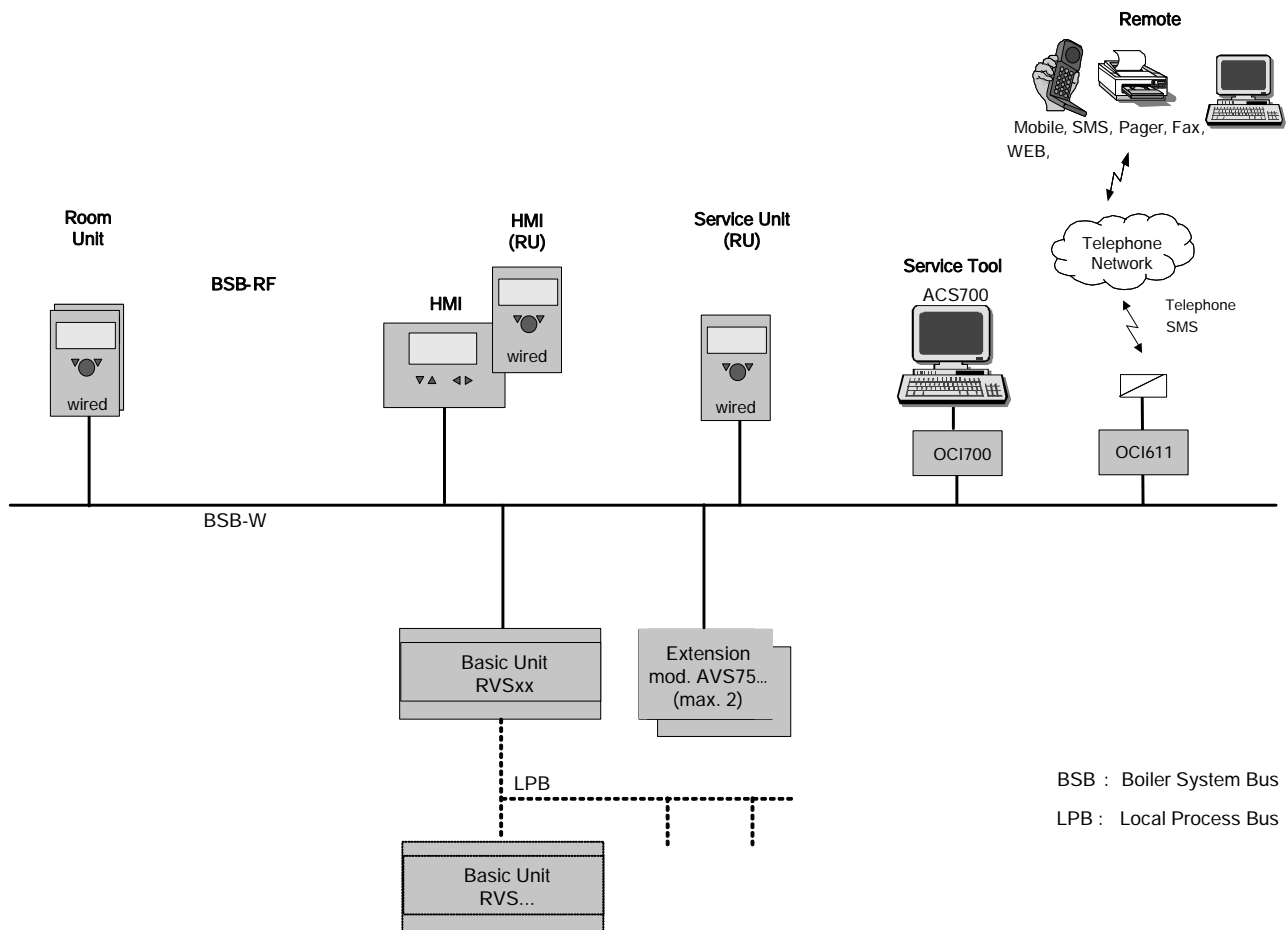 Remote
Mobile, SMS, Pager, Fax,
WEB,
Room
Unit
BSB-RF
HMI
(RU)
HMI
Service Unit
(RU)
Service Tool
ACS700
Telephone
Network
Telephone
SMS
wired
wired
wired
OCI700
OCI611
BSB-W
Basic Unit
RVSxx
Extension
mod. AVS75...
(max. 2)
LPB
BSB : Boiler System Bus
LPB : Local Process Bus
Basic Unit
RVS...